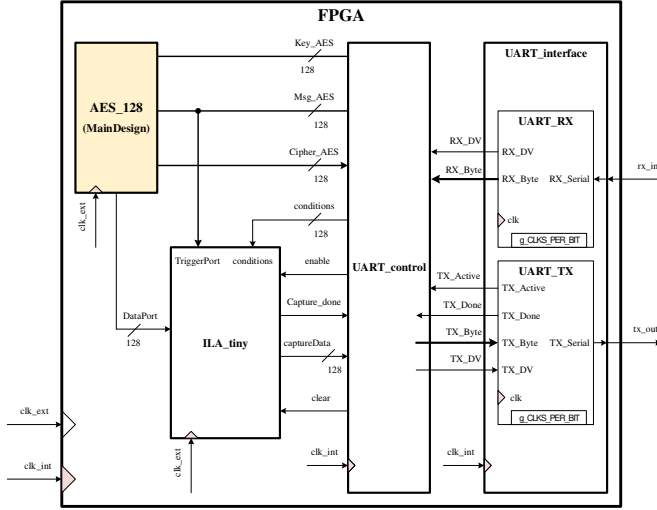 FPGA
Key_AES
128
UART_interface
AES_128
(MainDesign)
Msg_AES
128
UART_RX
RX_DV
RX_DV
Cipher_AES
128
RX_Byte
RX_Byte
RX_Serial
rx_in
clk_ext
conditions
128
clk
g_CLKS_PER_BIT
TriggerPort
conditions
enable
UART_control
UART_TX
TX_Active
TX_Active
DataPort
128
Capture_done
TX_Done
TX_Done
ILA_tiny
captureData
128
TX_Byte
TX_Byte
TX_Serial
tx_out
TX_DV
TX_DV
clear
clk
g_CLKS_PER_BIT
clk_ext
clk_int
clk_ext
clk_int
clk_int